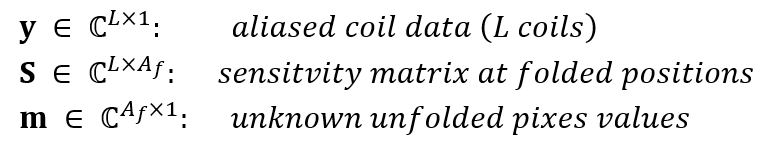 y ∈ ℂ^{L×1}: aliased coil data (L coils)
S ∈ ℂ^{L×A_f}: sensitvity matrix at folded positions
m ∈ ℂ^{A_f×1}: unknown unfolded pixes values